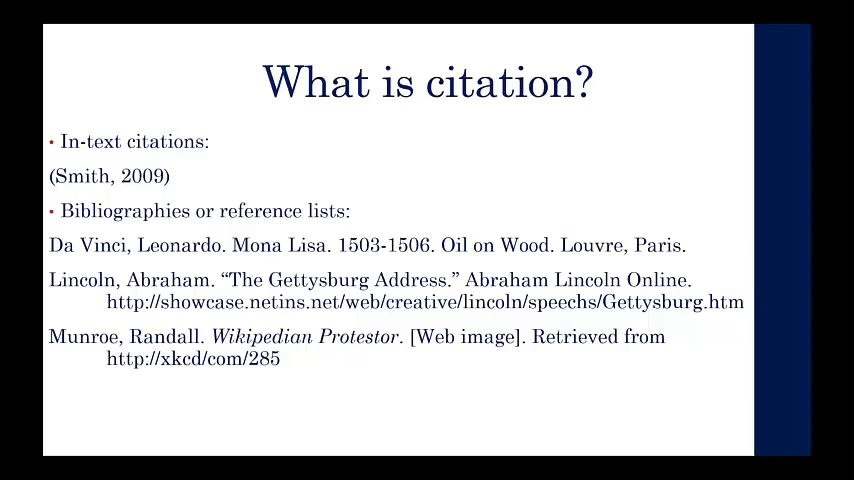 What is citation?
• In-text citations:
(Smith, 2009)
• Bibliographies or reference lists:
Da Vinci, Leonardo. Mona Lisa. 1503-1506. Oil on Wood. Louvre, Paris.
Lincoln, Abraham. “The Gettysburg Address.” Abraham Lincoln Online.
http://showcase.netins.net/web/creative/lincoln/speechs/Gettysburg.htm
Munroe, Randall. Wikipedian Protestor. [Web image]. Retrieved from
http://xkcd/com/285